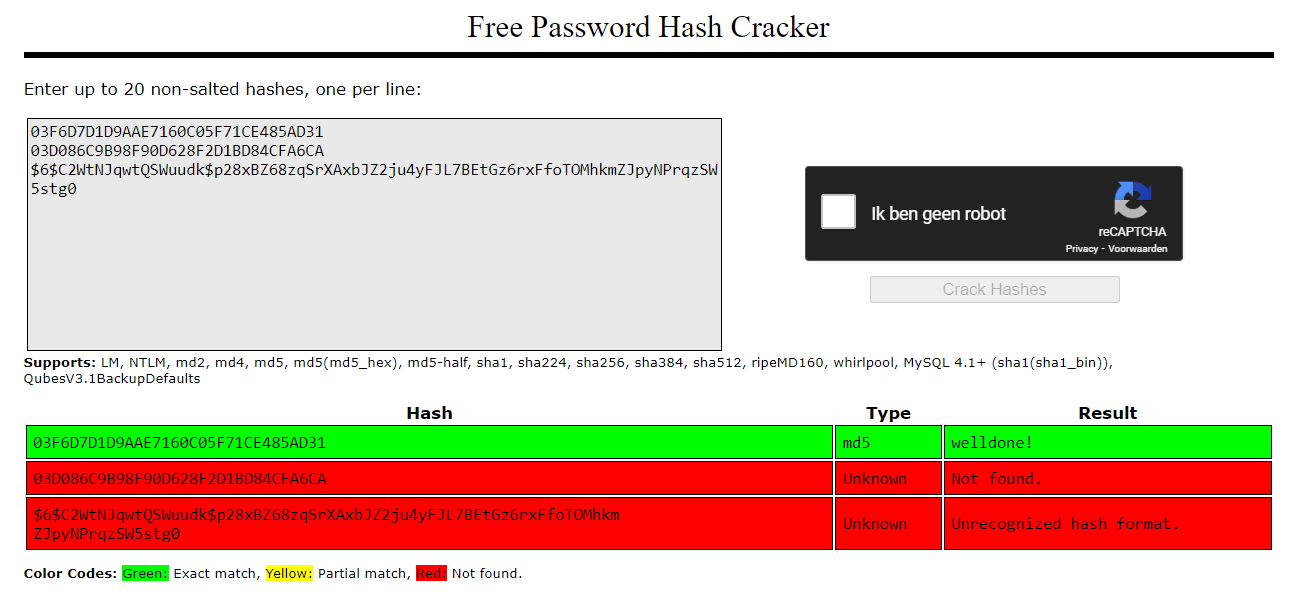 Free Password Hash Cracker
Enter up to 20 non-salted hashes, one per line:
03F6D7D1D9AAE7160C05F71CE485AD31
03D086C9B98F90D628F2D1BD84CFA6CA
$6$C2WtNJqwtQSWuudk$p28xBZ68zqSrXAxbJZ2ju4yFJL7BEtGz6rxFfoTOMhkmZJpyNPrqzSW
5stg0
Ik ben geen robot
reCAPTCHA
Privacy - Voorwaarden
Crack Hashes
Supports: LM, NTLM, md2, md4, md5, md5(md5_hex), md5-half, sha1, sha224, sha256, sha384, sha512, ripeMD160, whirlpool, MySQL 4.1+ (sha1(sha1_bin)),
QubesV3.1BackupDefaults
Hash Type Result
03F6D7D1D9AAE7160C05F71CE485AD31 md5 welldone!
03D086C9B98F90D628F2D1BD84CFA6CA Unknown Not found.
$6$C2WtNJqwtQSWuudk$p28xBZ68zqSrXAxbJZ2ju4yFJL7BEtGz6rxFfoTOMhkm
ZJpyNPrqzSW5stg0 Unknown Unrecognized hash format.
Color Codes: Green: Exact match, Yellow: Partial match, Red: Not found.